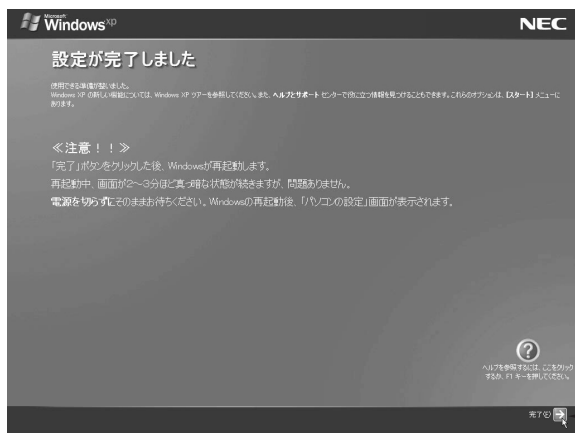 Microsoft
Windows xp
NEC
設定が完了しました
使用できる準備が整いました。
Windows XP の新しい機能については、Windows XP ツアーを参照してください。また、ヘルプとサポート センターで役に立つ情報を見つけることもできます。これらのオプションは、[スタート] メニューに
あります。
≪注意！！≫
「完了」ボタンをクリックした後、Windowsが再起動します。
再起動中、画面が2～3分ほど真っ暗な状態が続きますが、問題ありません。
電源を切らずにそのままお待ちください。Windowsの再起動後、「パソコンの設定」画面が表示されます。
?
ヘルプを参照するには、ここをクリック
するか、F1 キーを押してください。
完了(F)